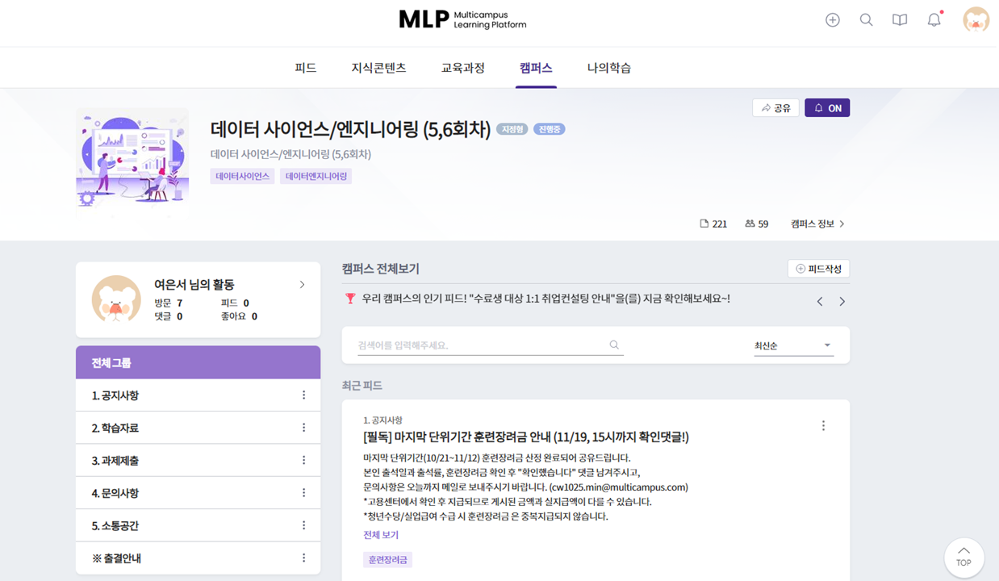 MLP Multicampus
Learning Platform
피드 지식콘텐츠 교육과정 캠퍼스 나의학습
공유 ON
데이터 사이언스/엔지니어링 (5,6회차) 지정형 진행중
데이터 사이언스/엔지니어링 (5,6회차)
데이터사이언스 데이터엔지니어링
221 59 캠퍼스 정보
여은서 님의 활동
방문 7 피드 0
댓글 0 좋아요 0
전체그룹
1. 공지사항
2. 학습자료
3. 과제제출
4. 문의사항
5. 소통공간
※ 출결안내
캠퍼스 전체보기 피드작성
우리 캠퍼스의 인기 피드! "수료생 대상 1:1 취업컨설팅 안내"을(를) 지금 확인해보세요~!
검색어를 입력해주세요. 최신순
최근 피드
1. 공지사항
[필독] 마지막 단위기간 훈련장려금 안내 (11/19, 15시까지 확인댓글!)
마지막 단위기간(10/21~11/12) 훈련장려금 산정 완료되어 공유드립니다.
본인 출석일과 출석률, 훈련장려금 확인 후 "확인했습니다" 댓글 남겨주시고,
문의사항은 오늘까지 메일로 보내주시기 바랍니다. (cw1025.min@multicampus.com)
*고용센터에서 확인 후 지급되므로 게시된 금액과 실지급액이 다를 수 있습니다.
*청년수당/실업급여 수급 시 훈련장려금 은 중복지급되지 않습니다.
전체 보기
훈련장려금
TOP